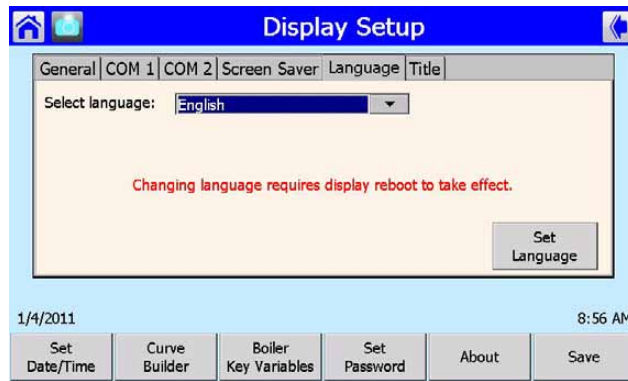 Display Setup
General COM 1 COM 2 Screen Saver Language Title
Select language: English
Changing language requires display reboot to take effect.
Set
Language
1/4/2011 8:56 AM
Set
Date/Time
Curve
Builder
Boiler
Key Variables
Set
Password
About
Save